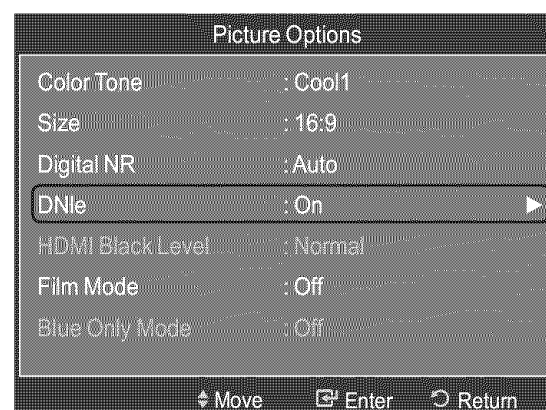 Picture Options
Color Tone : Cool1
Size : 16:9
Digital NR : Auto
DNIe : On
HDMI Black Level : Normal
Film Mode : Off
Blue Only Mode : Off
Move Enter Return